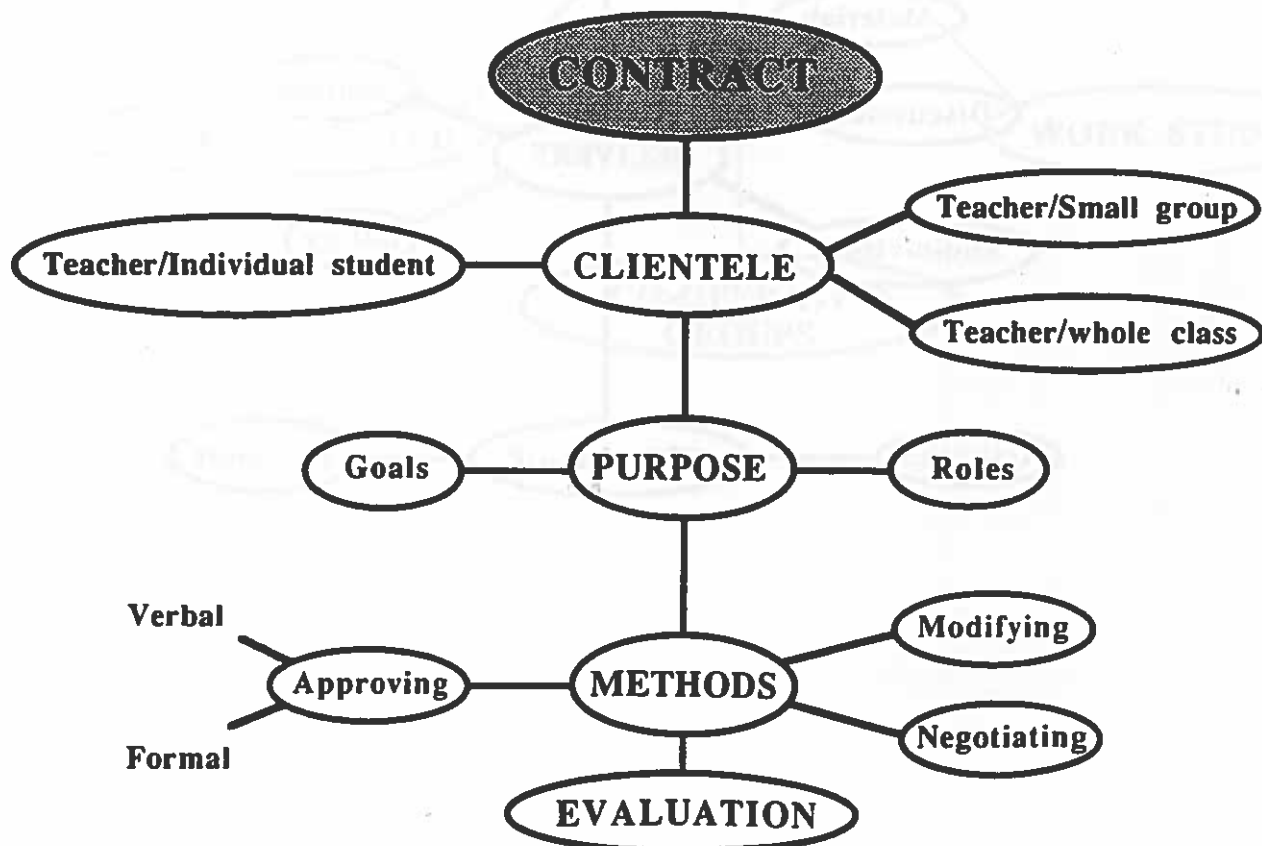 CONTRACT
Teacher/Small group
Teacher/Individual student
CLIENTELE
Teacher/whole class
Goals
PURPOSE
Roles
Verbal
Modifying
Approving
METHODS
Formal
Negotiating
EVALUATION